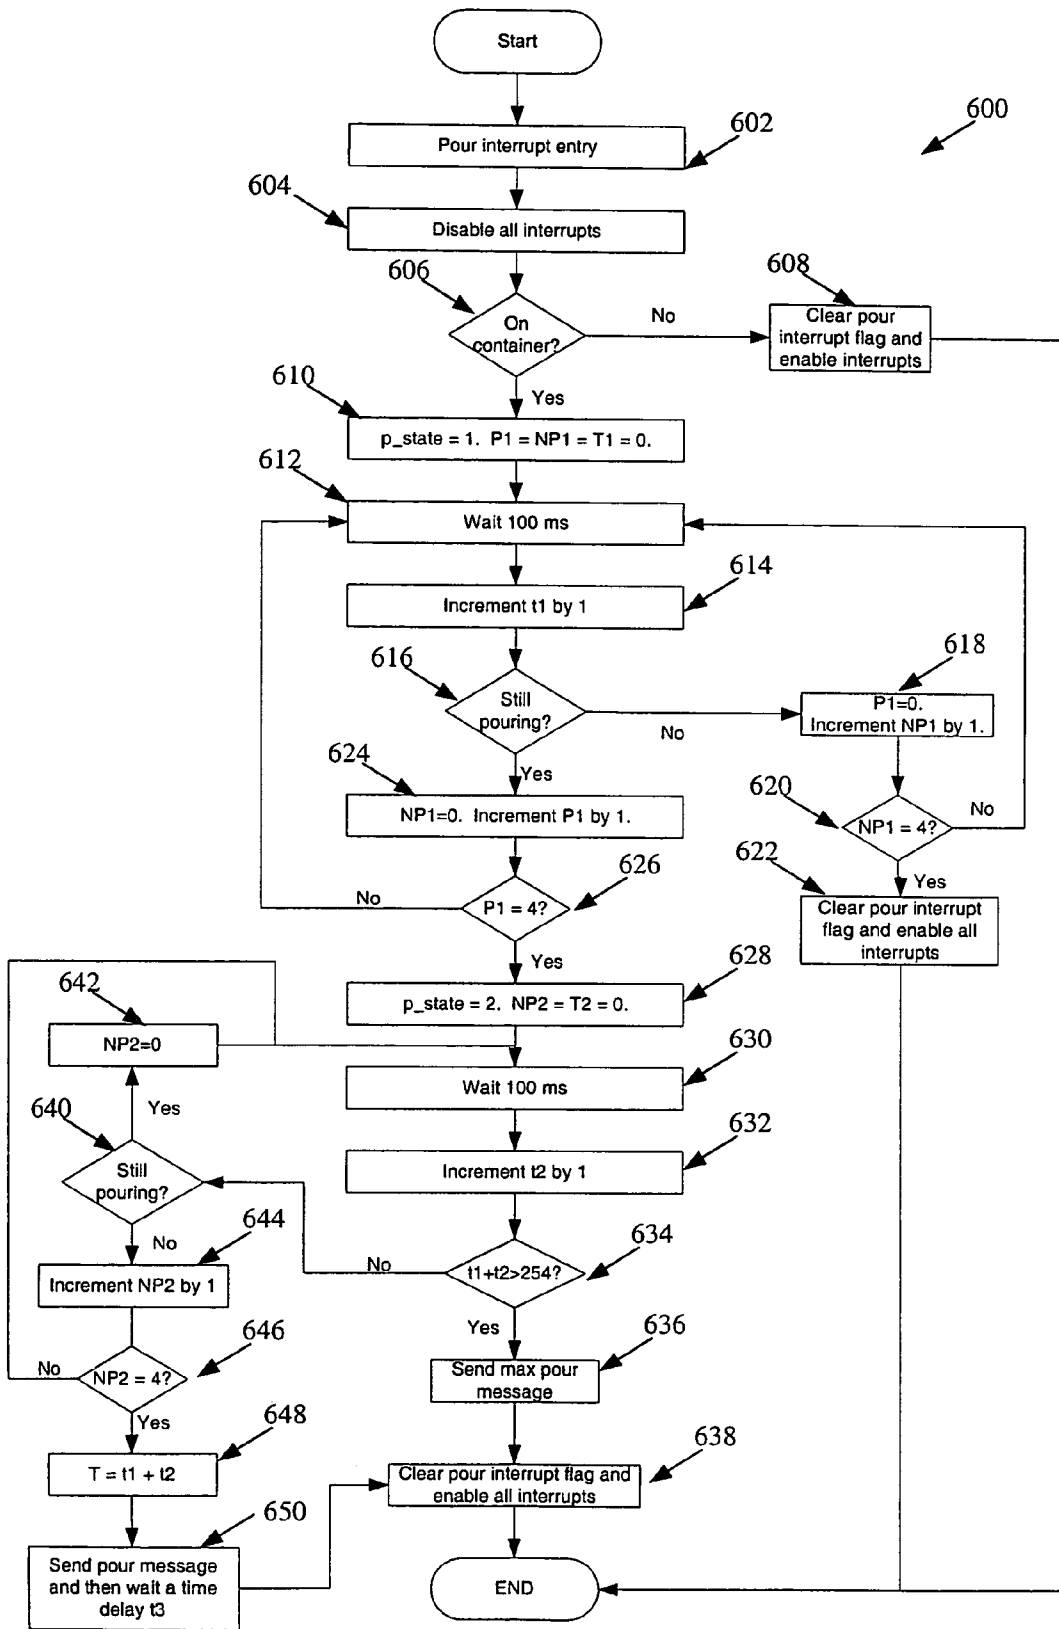 Start
600
602
Pour interrupt entry
604
Disable all interrupts
606
On
container?
No
608
Clear pour
interrupt flag and
enable interrupts
Yes
610
p_state = 1. P1 = NP1 = T1 = 0.
612
Wait 100 ms
614
Increment t1 by 1
616
Still
pouring?
No
618
P1=0.
Increment NP1 by 1.
Yes
624
NP1=0. Increment P1 by 1.
620
NP1 = 4?
No
626
P1 = 4?
No
622
Yes
Clear pour interrupt
flag and enable all
interrupts
Yes
628
p_state = 2. NP2 = T2 = 0.
642
NP2=0
630
Wait 100 ms
Yes
640
Still
pouring?
632
Increment t2 by 1
No
644
Increment NP2 by 1
634
t1+t2>254?
No
Yes
636
Send max pour
message
646
NP2 = 4?
No
Yes
648
T = t1 + t2
638
Clear pour interrupt flag and
enable all interrupts
650
Send pour message
and then wait a time
delay t3
END